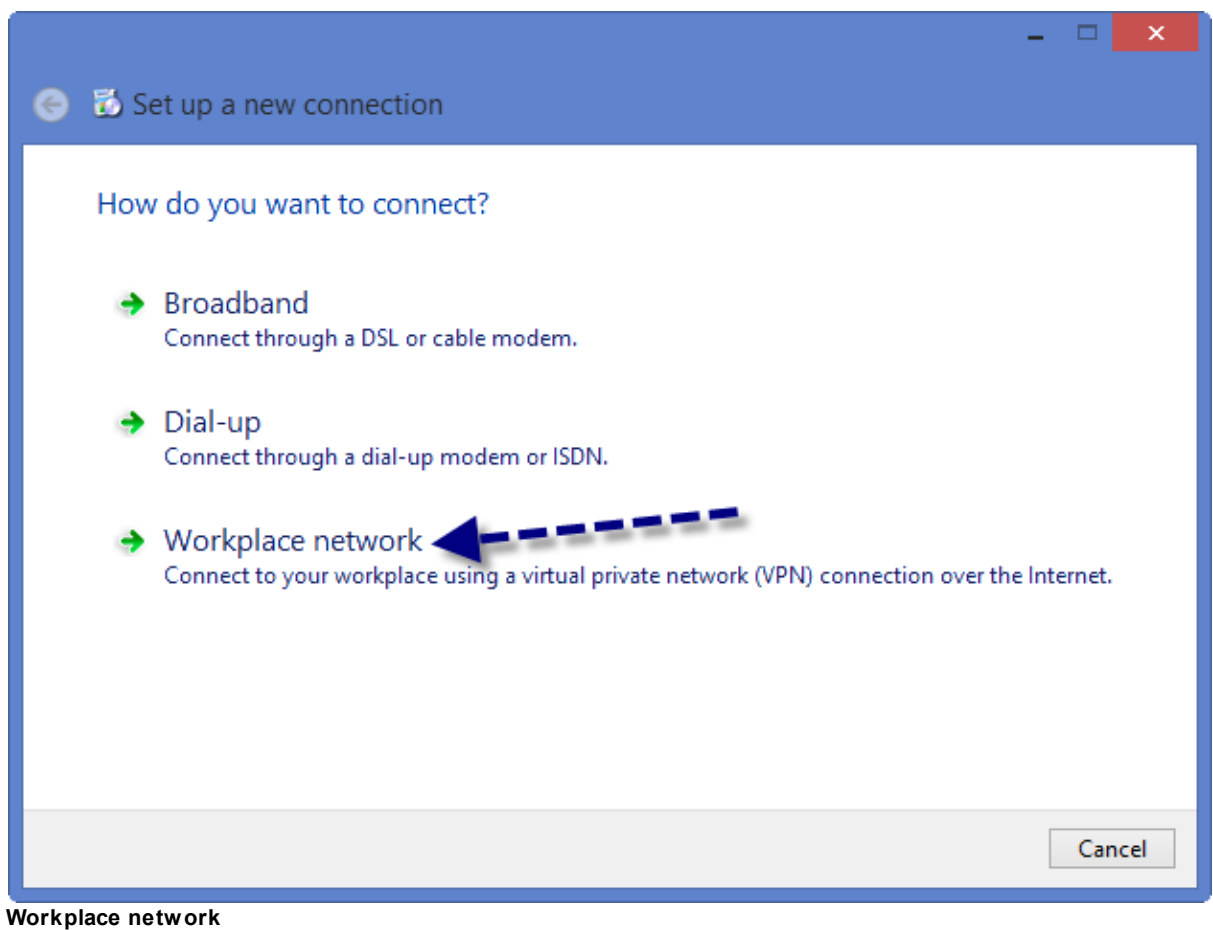 Set up a new connection
How do you want to connect?
Broadband
Connect through a DSL or cable modem.
Dial-up
Connect through a dial-up modem or ISDN.
Workplace network
Connect to your workplace using a virtual private network (VPN) connection over the Internet.
Cancel
Workplace network